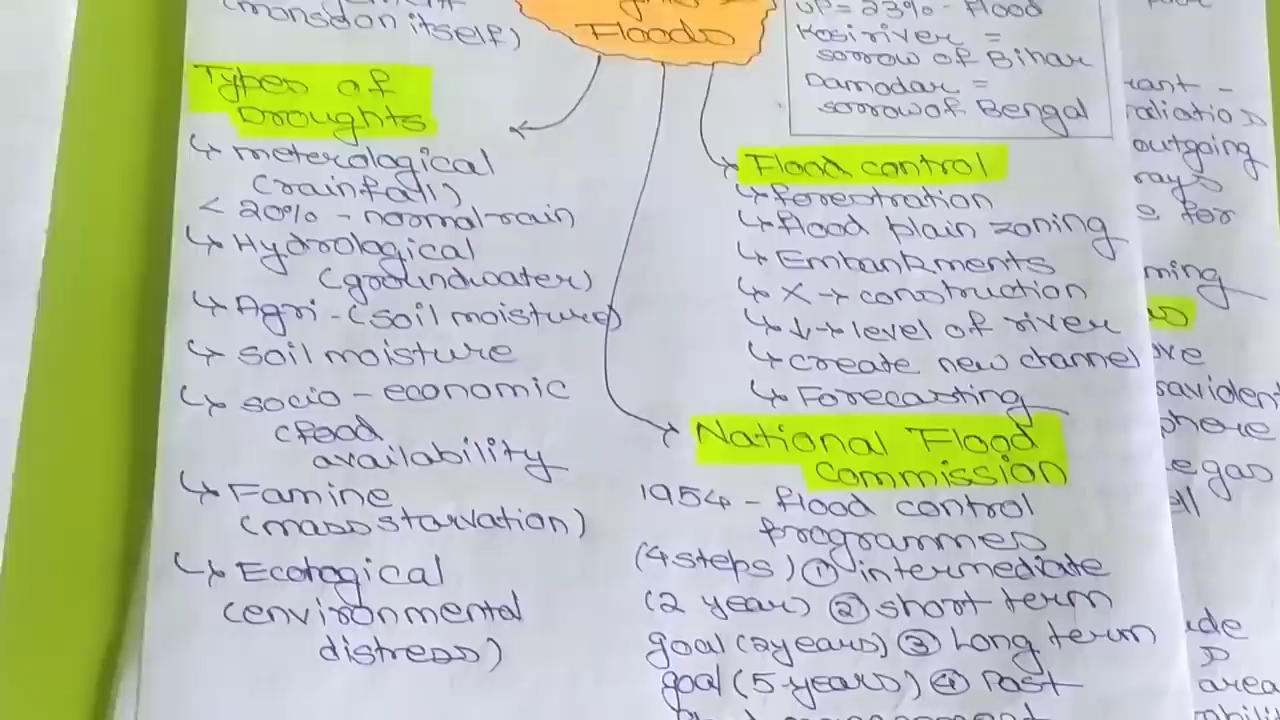 (monsoon itself)
Floods
UP = 23% - Flood
Kosi river =
sorrow of Bihar
Damodar =
sorrow of Bengal
Types of
Droughts
↳ meterological
(rainfall)
< 20% - normal rain
↳ Hydrological
(groundwater)
↳ Agri - (soil moisture)
↳ soil moisture
↳ socio - economic
(food
availability
↳ Famine
(mass starvation)
↳ Ecological
(environmental
distress)
Flood control
↳ forestration
↳ flood plain zoning
↳ Embankments
↳ X → construction
↳ ↓ → level of river
↳ create new channel
↳ Forecasting
National Flood
commission
1954 - flood control
programmes
(4 steps) ① intermediate
(2 year) ② short term
goal (2 years) ③ Long term
goal (5 years) ④ Past
outgoing
rays
for
area